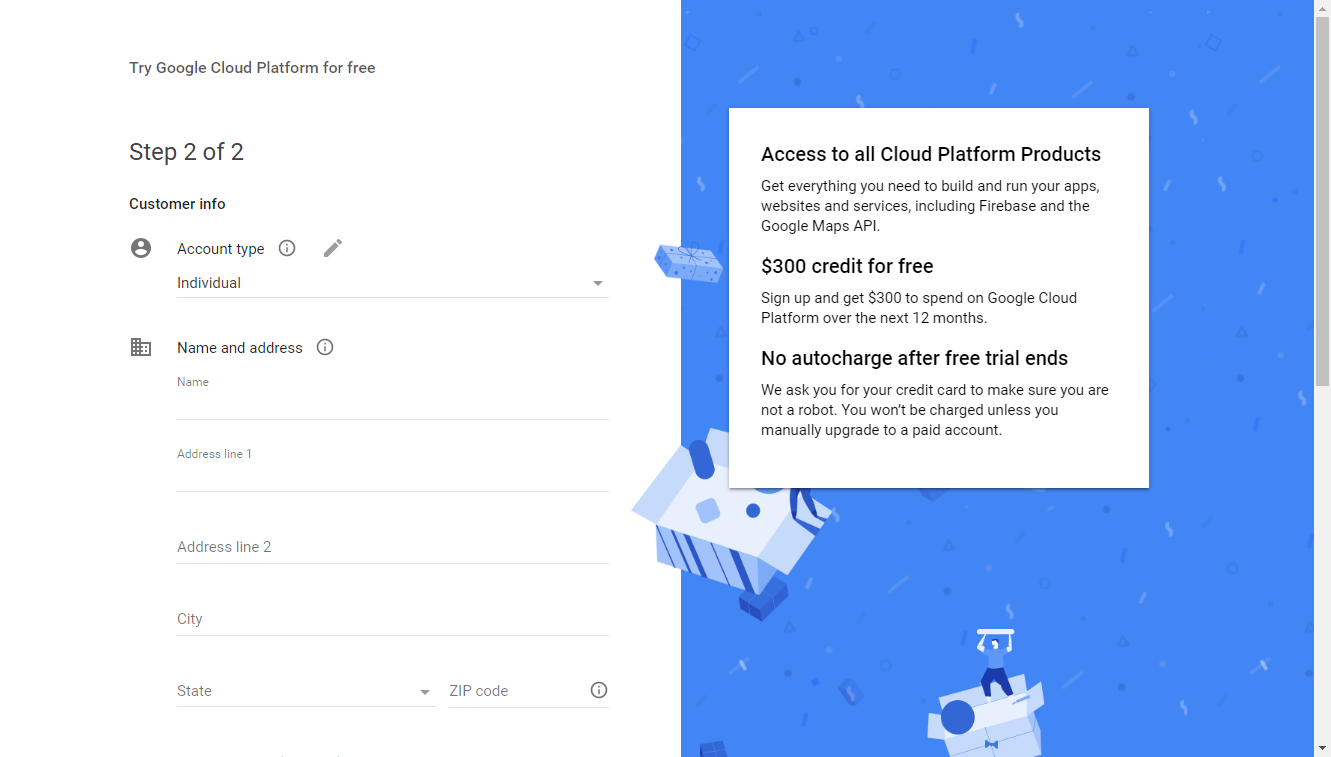 Try Google Cloud Platform for free
Step 2 of 2
Customer info
Account type
Individual
Name and address
Name
Address line 1
Address line 2
City
State
ZIP code
Access to all Cloud Platform Products
Get everything you need to build and run your apps,
websites and services, including Firebase and the
Google Maps API.
$300 credit for free
Sign up and get $300 to spend on Google Cloud
Platform over the next 12 months.
No autocharge after free trial ends
We ask you for your credit card to make sure you are
not a robot. You won’t be charged unless you
manually upgrade to a paid account.